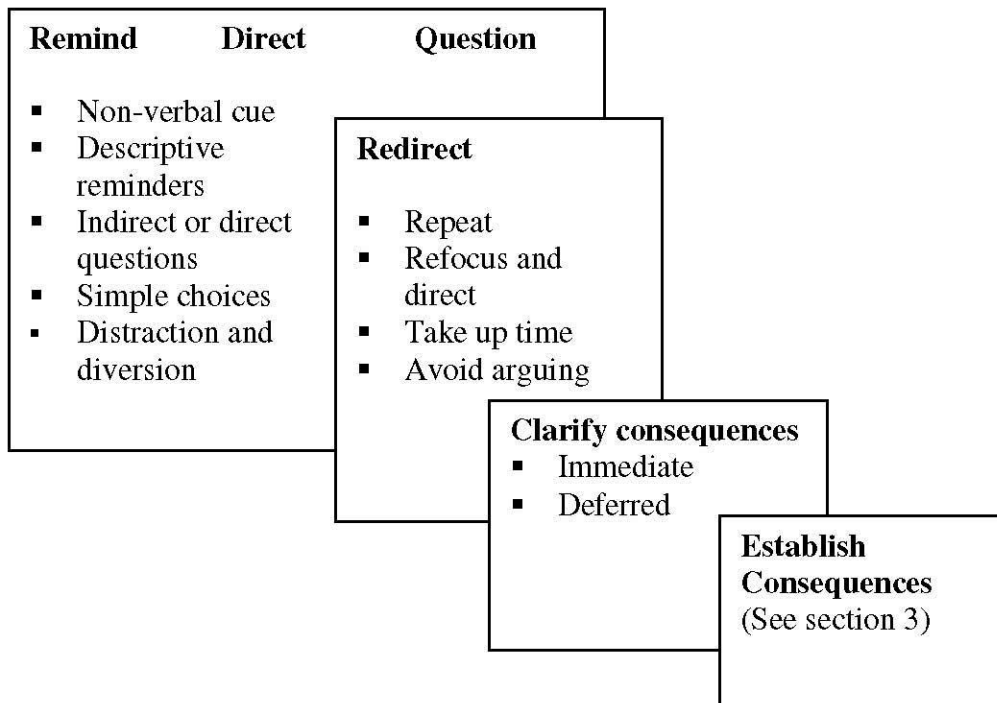 Remind Direct Question
▪ Non-verbal cue
▪ Descriptive
reminders
▪ Indirect or direct
questions
▪ Simple choices
▪ Distraction and
diversion
Redirect
▪ Repeat
▪ Refocus and
direct
▪ Take up time
▪ Avoid arguing
Clarify consequences
▪ Immediate
▪ Deferred
Establish
Consequences
(See section 3)